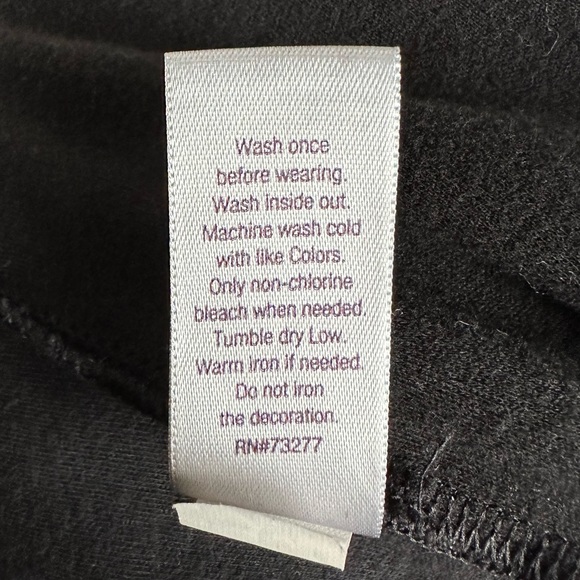 Wash once
before wearing.
Wash inside out.
Machine wash cold
with like Colors.
Only non-chlorine
bleach when needed.
Tumble dry Low.
Warm iron if needed.
Do not iron
the decoration.
RN#73277